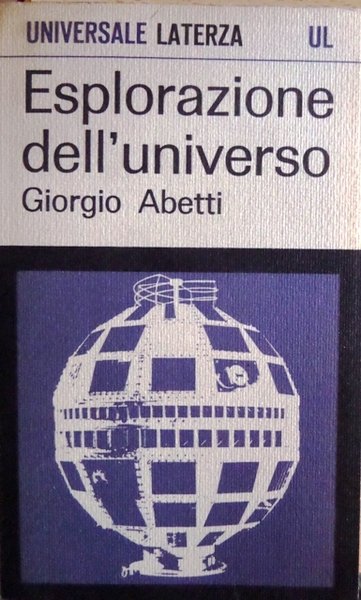 UNIVERSALE LATERZA UL
Esplorazione
dell'universo
Giorgio Abetti